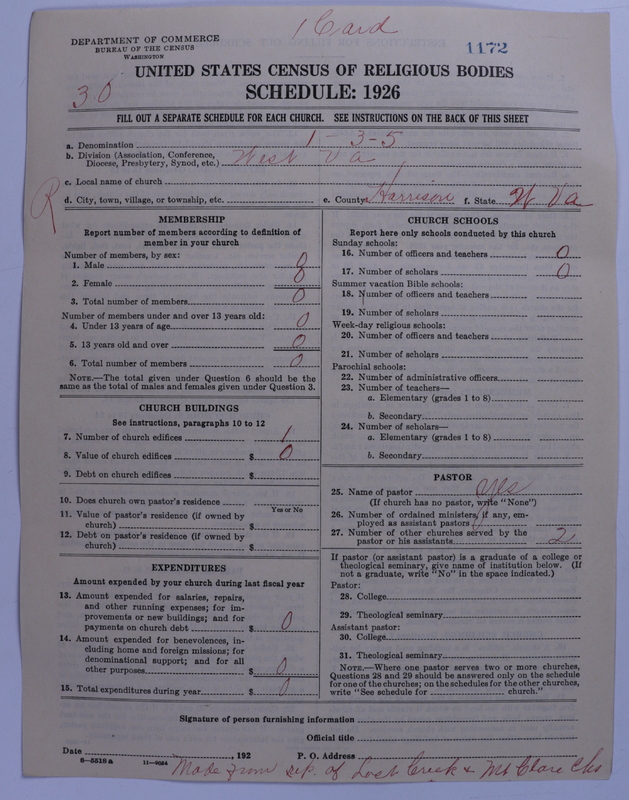 1 Card
DEPARTMENT OF COMMERCE
BUREAU OF THE CENSUS
WASHINGTON
1172
UNITED STATES CENSUS OF RELIGIOUS BODIES
30
SCHEDULE: 1926
FILL OUT A SEPARATE SCHEDULE FOR EACH CHURCH. SEE INSTRUCTIONS ON THE BACK OF THIS SHEET
a. Denomination 1-3-5
b. Division (Association, Conference,
Diocese, Presbytery, Synod, etc.) West Va
c. Local name of church
R
d. City, town, village, or township, etc. e. County Harrison f. State W Va
MEMBERSHIP
Report number of members according to definition of
member in your church
Number of members, by sex:
1. Male 0
2. Female 0
3. Total number of members 0
Number of members under and over 13 years old:
4. Under 13 years of age 0
5. 13 years old and over 0
6. Total number of members 0
NOTE.—The total given under Question 6 should be the
same as the total of males and females given under Question 3.
CHURCH BUILDINGS
See instructions, paragraphs 10 to 12
7. Number of church edifices 1
8. Value of church edifices $ 0
9. Debt on church edifices $
10. Does church own pastor's residence
Yes or No
11. Value of pastor's residence (if owned by
church) $
12. Debt on pastor's residence (if owned by
church) $
EXPENDITURES
Amount expended by your church during last fiscal year
13. Amount expended for salaries, repairs,
and other running expenses; for im-
provements or new buildings; and for
payments on church debt $ 0
14. Amount expended for benevolences, in-
cluding home and foreign missions; for
denominational support; and for all
other purposes $ 0
15. Total expenditures during year $ 0
CHURCH SCHOOLS
Report here only schools conducted by this church
Sunday schools:
16. Number of officers and teachers 0
17. Number of scholars 0
Summer vacation Bible schools:
18. Number of officers and teachers
19. Number of scholars
Week-day religious schools:
20. Number of officers and teachers
21. Number of scholars
Parochial schools:
22. Number of administrative officers
23. Number of teachers—
a. Elementary (grades 1 to 8)
b. Secondary
24. Number of scholars—
a. Elementary (grades 1 to 8)
b. Secondary
PASTOR
25. Name of pastor yes
(If church has no pastor, write "None")
26. Number of ordained ministers, if any, em-
ployed as assistant pastors
27. Number of other churches served by the
pastor or his assistants 2
If pastor (or assistant pastor) is a graduate of a college or
theological seminary, give name of institution below. (If
not a graduate, write "No" in the space indicated.)
Pastor:
28. College
29. Theological seminary
Assistant pastor:
30. College
31. Theological seminary
NOTE.—Where one pastor serves two or more churches,
Questions 28 and 29 should be answered only on the schedule
for one of the churches; on the schedules for the other churches,
write "See schedule for church."
Signature of person furnishing information
Official title
Date , 192 P. O. Address
8—5518 a 11—9054
Made from rep. of Lost Creek & Mt Clare Chs